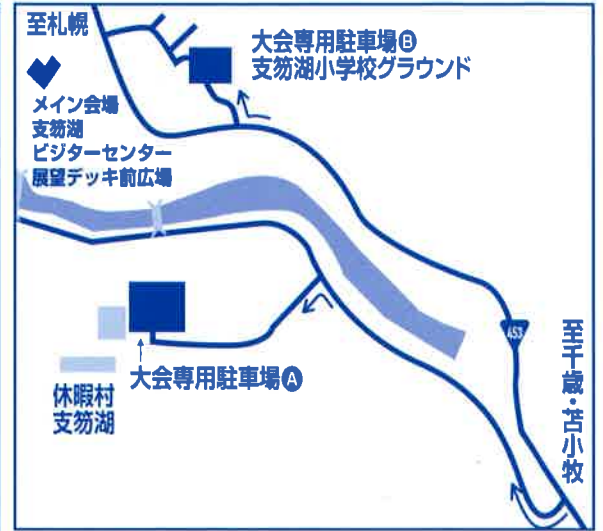 至札幌
大会専用駐車場Ⓑ
支笏湖小学校グラウンド
メイン会場
支笏湖
ビジターセンター
展望デッキ前広場
453
至千歳・苫小牧
大会専用駐車場Ⓐ
休暇村
支笏湖